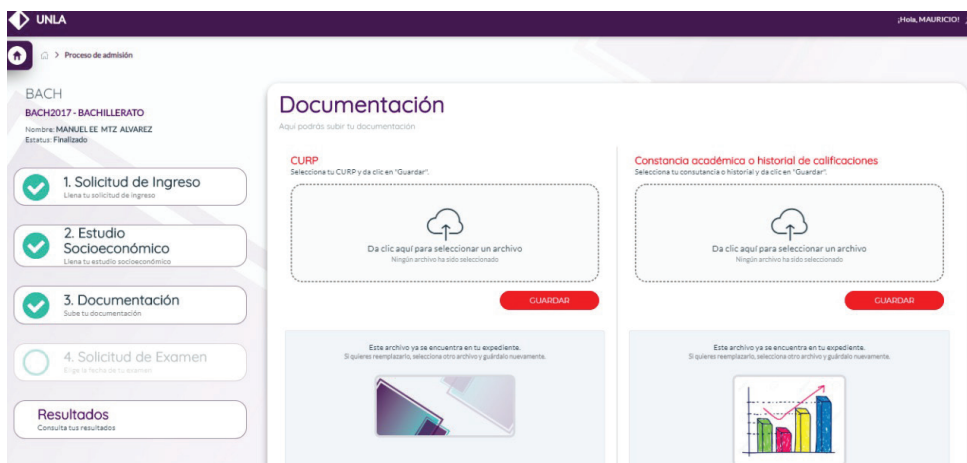 UNLA
¡Hola, MAURICIO!
Proceso de admisión
BACH
BACH2017 - BACHILLERATO
Nombre: MANUEL EE MTZ ALVAREZ
Estatus: Finalizado
1. Solicitud de Ingreso
Llena tu solicitud de ingreso
2. Estudio
Socioeconómico
Llena tu estudio socioeconómico
3. Documentación
Sube tu documentación
4. Solicitud de Examen
Elige la fecha de tu examen
Resultados
Consulta tus resultados
Documentación
Aquí podrás subir tu documentación
CURP
Selecciona tu CURP y da clic en "Guardar".
Da clic aquí para seleccionar un archivo
Ningún archivo ha sido seleccionado
GUARDAR
Este archivo ya se encuentra en tu expediente.
Si quieres reemplazarlo, selecciona otro archivo y guárdalo nuevamente.
Constancia académica o historial de calificaciones
Selecciona tu consutancia o historial y da clic en "Guardar".
Da clic aquí para seleccionar un archivo
Ningún archivo ha sido seleccionado
GUARDAR
Este archivo ya se encuentra en tu expediente.
Si quieres reemplazarlo, selecciona otro archivo y guárdalo nuevamente.